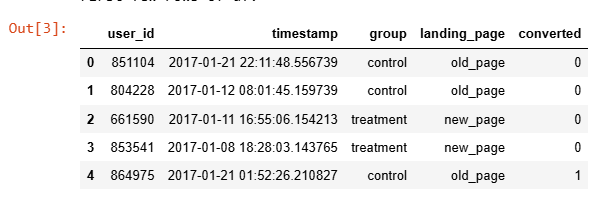 Out[3]:
user_id timestamp group landing_page converted
0 851104 2017-01-21 22:11:48.556739 control old_page 0
1 804228 2017-01-12 08:01:45.159739 control old_page 0
2 661590 2017-01-11 16:55:06.154213 treatment new_page 0
3 853541 2017-01-08 18:28:03.143765 treatment new_page 0
4 864975 2017-01-21 01:52:26.210827 control old_page 1